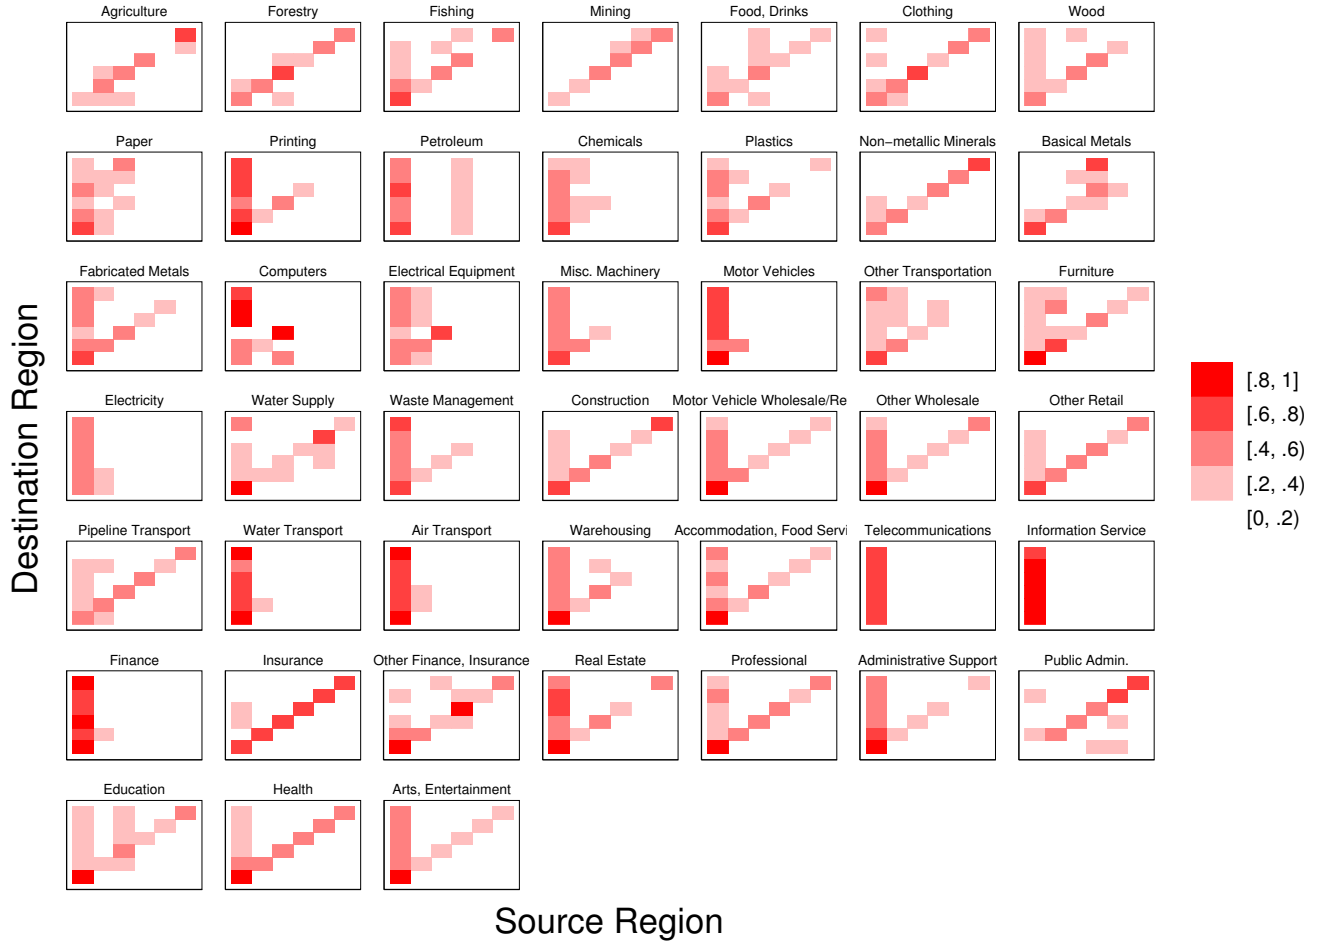 Agriculture
Forestry
Fishing
Mining
Food, Drinks
Clothing
Wood
Paper
Printing
Petroleum
Chemicals
Plastics
Non−metallic Minerals
Basical Metals
Fabricated Metals
Computers
Electrical Equipment
Misc. Machinery
Motor Vehicles
Other Transportation
Furniture
Electricity
Water Supply
Waste Management
Construction
Motor Vehicle Wholesale/Re
Other Wholesale
Other Retail
Pipeline Transport
Water Transport
Air Transport
Warehousing
Accommodation, Food Servi
Telecommunications
Information Service
Finance
Insurance
Other Finance, Insurance
Real Estate
Professional
Administrative Support
Public Admin.
Education
Health
Arts, Entertainment
Destination Region
Source Region
[.8, 1]
[.6, .8)
[.4, .6)
[.2, .4)
[0, .2)